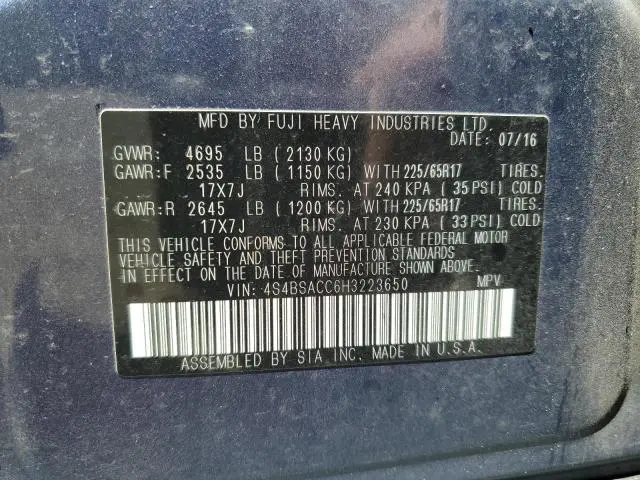 MFD BY FUJI HEAVY INDUSTRIES LTD.
DATE: 07/16
GVWR: 4695 LB ( 2130 KG)
GAWR:F 2535 LB ( 1150 KG) WITH 225/65R17 TIRES.
17X7J RIMS. AT 240 KPA ( 35 PSI) COLD
GAWR:R 2645 LB ( 1200 KG) WITH 225/65R17 TIRES.
17X7J RIMS. AT 230 KPA ( 33 PSI) COLD
THIS VEHICLE CONFORMS TO ALL APPLICABLE FEDERAL MOTOR
VEHICLE SAFETY AND THEFT PREVENTION STANDARDS
IN EFFECT ON THE DATE OF MANUFACTURE SHOWN ABOVE.
VIN: 4S4BSACC6H3223650 MPV
ASSEMBLED BY SIA INC. MADE IN U.S.A.